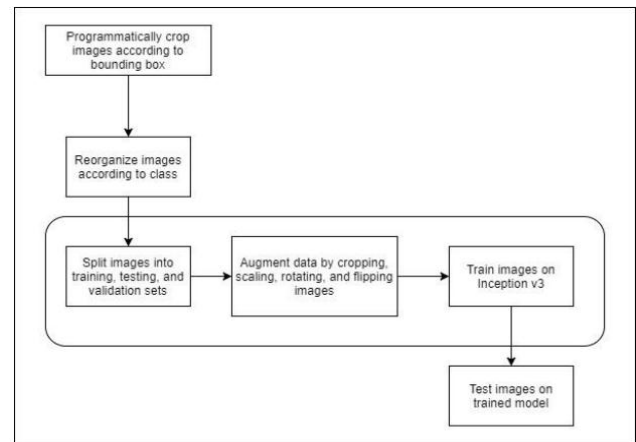 Programmatically crop
images according to
bounding box
Reorganize images
according to class
Split images into
training, testing, and
validation sets
Augment data by cropping,
scaling, rotating, and flipping
images
Train images on
Inception v3
Test images on
trained model